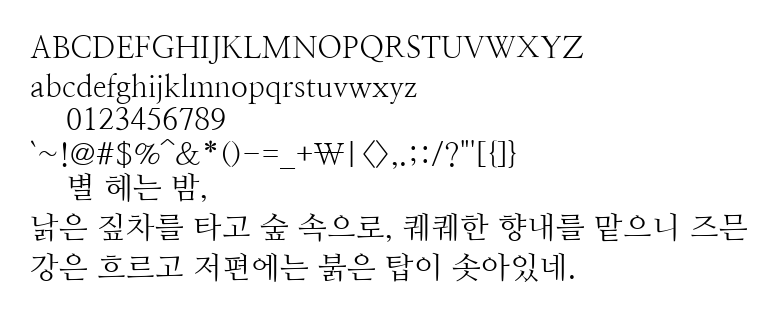 ABCDEFGHIJKLMNOPQRSTUVWXYZ
abcdefghijklmnopqrstuvwxyz
0123456789
`~!@#$%^&*()-=_+₩|<>,.;:/?"'[{]}
별 헤는 밤,
낡은 짚차를 타고 숲 속으로, 퀘퀘한 향내를 맡으니 즈믄
강은 흐르고 저편에는 붉은 탑이 솟아있네.